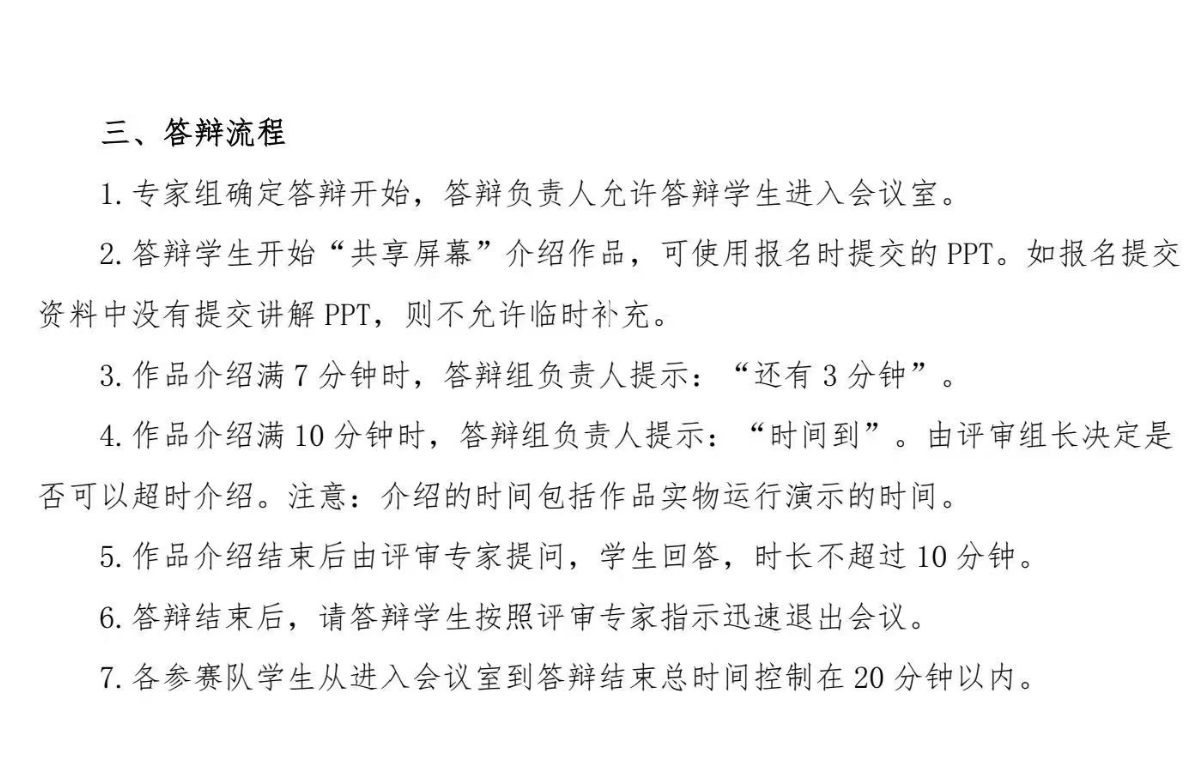 三、答辩流程
1. 专家组确定答辩开始，答辩负责人允许答辩学生进入会议室。
2. 答辩学生开始“共享屏幕”介绍作品，可使用报名时提交的 PPT。如报名提交
资料中没有提交讲解 PPT，则不允许临时补充。
3. 作品介绍满 7 分钟时，答辩组负责人提示：“还有 3 分钟”。
4. 作品介绍满 10 分钟时，答辩组负责人提示：“时间到”。由评审组长决定是
否可以超时介绍。注意：介绍的时间包括作品实物运行演示的时间。
5. 作品介绍结束后由评审专家提问，学生回答，时长不超过 10 分钟。
6. 答辩结束后，请答辩学生按照评审专家指示迅速退出会议。
7. 各参赛队学生从进入会议室到答辩结束总时间控制在 20 分钟以内。